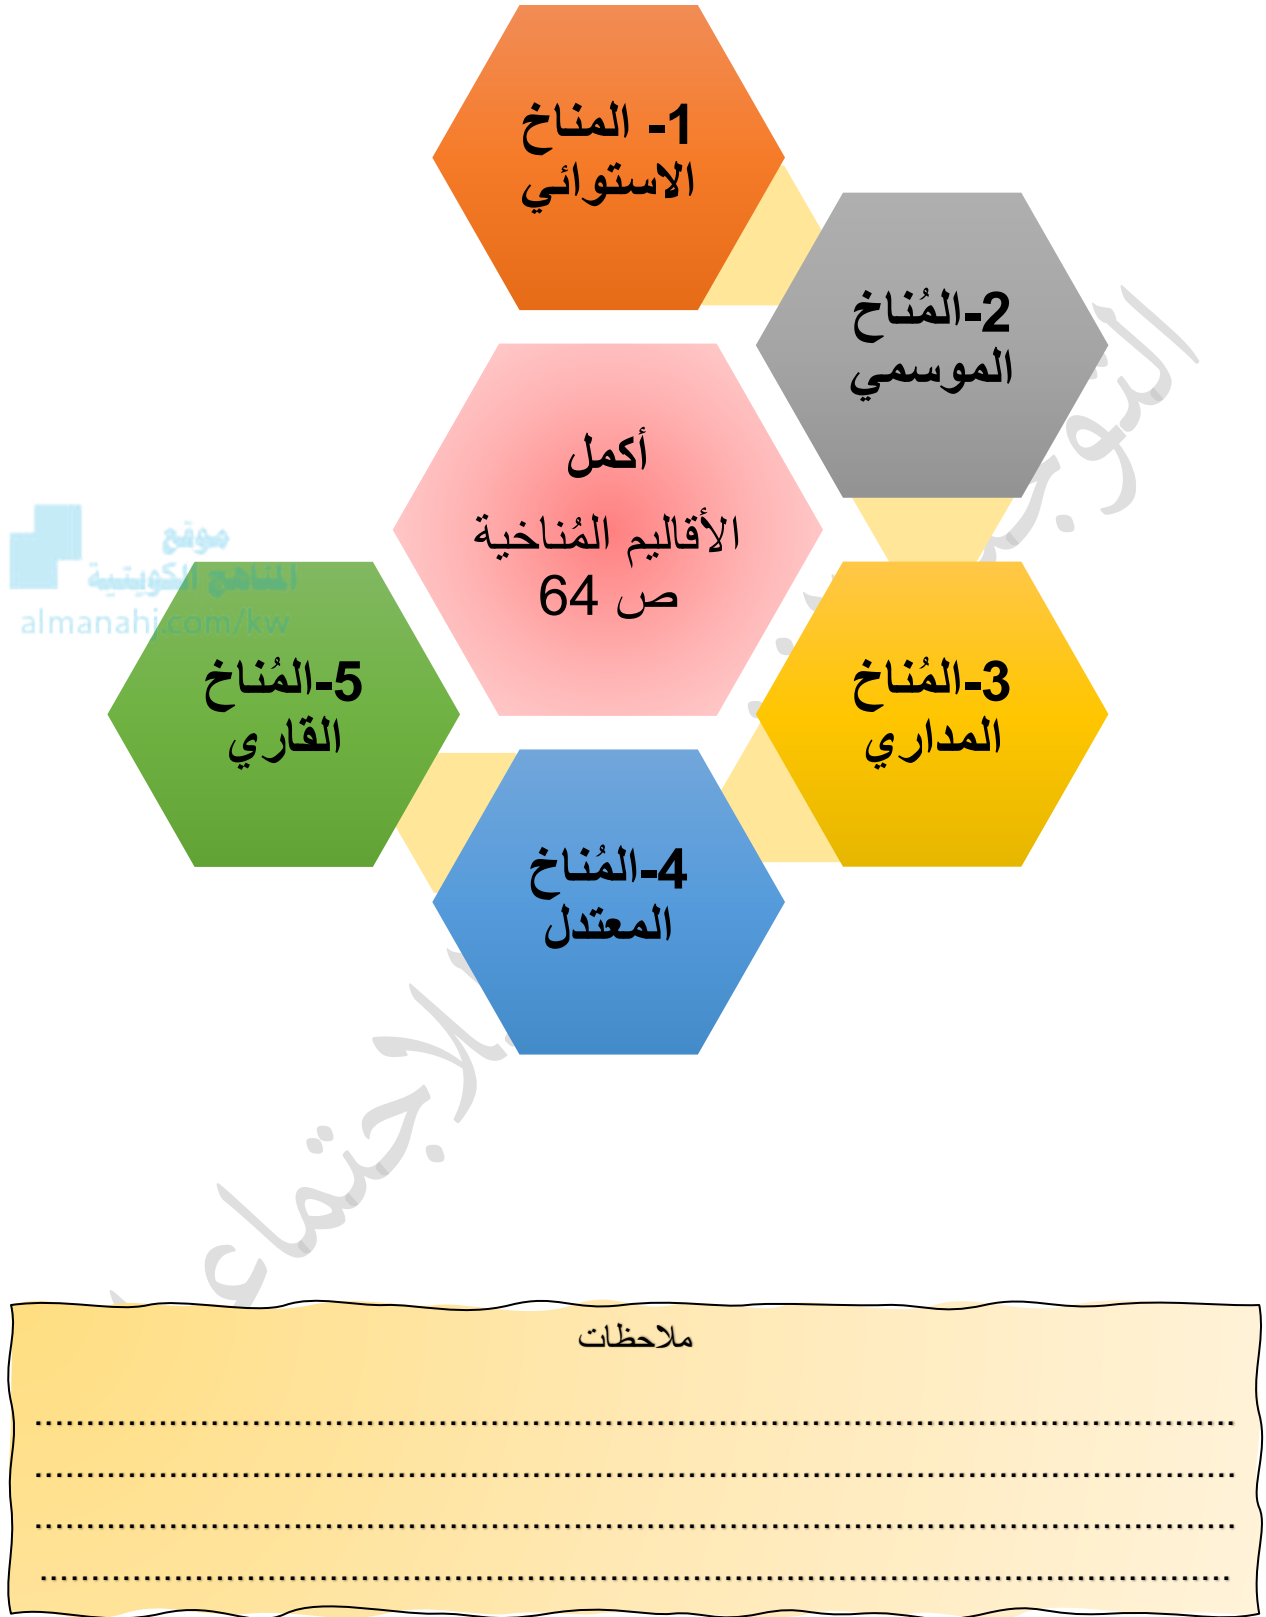 1- المناخ
الاستوائي
2-المُناخ
الموسمي
أكمل
الأقاليم المُناخية
ص 64
موقع
المناهج الكويتية
almanahj.com/kw
3-المُناخ
المداري
5-المُناخ
القاري
4-المُناخ
المعتدل
ملاحظات